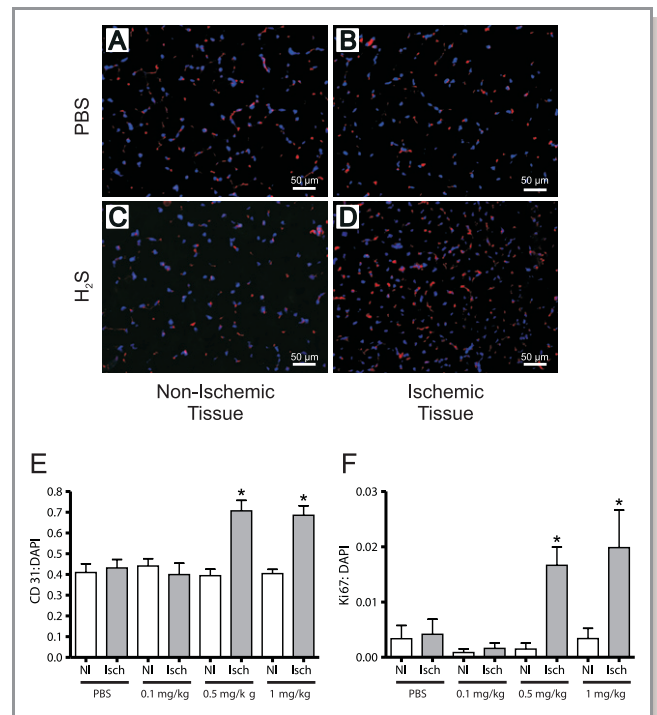 A
B
PBS
50 µm
50 µm
C
D
H₂S
50 µm
50 µm
Non-Ischemic
Tissue
Ischemic
Tissue
E
CD 31:DAPI
0.8
0.7
0.6
0.5
0.4
0.3
0.2
0.1
0.0
*
*
NI Isch NI Isch NI Isch NI Isch
PBS 0.1 mg/kg 0.5 mg/k g 1 mg/kg
F
Ki67: DAPI
0.03
0.02
0.01
0.00
*
*
NI Isch NI Isch NI Isch NI Isch
PBS 0.1 mg/kg 0.5 mg/kg 1 mg/kg